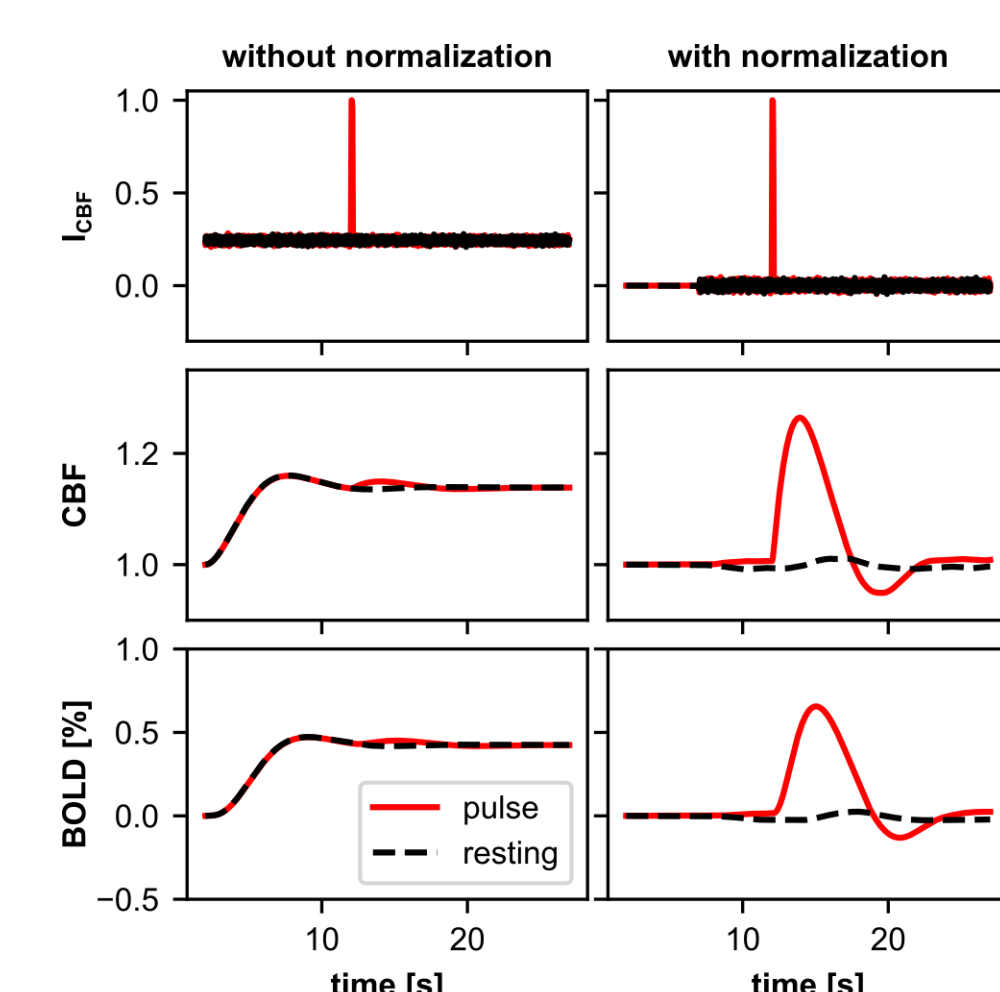 without normalization
with normalization
I_CBF
1.0
0.5
0.0
CBF
1.2
1.0
BOLD [%]
1.0
0.5
0.0
−0.5
pulse
resting
10
20
10
20
time [s]
time [s]